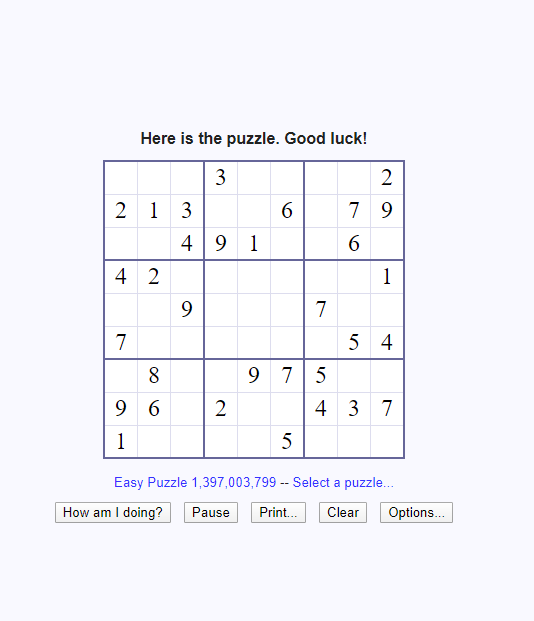 Here is the puzzle. Good luck!
3 2
2 1 3 6 7 9
4 9 1 6
4 2 1
9 7
7 5 4
8 9 7 5
9 6 2 4 3 7
1 5
Easy Puzzle 1,397,003,799 -- Select a puzzle...
How am I doing? Pause Print... Clear Options...